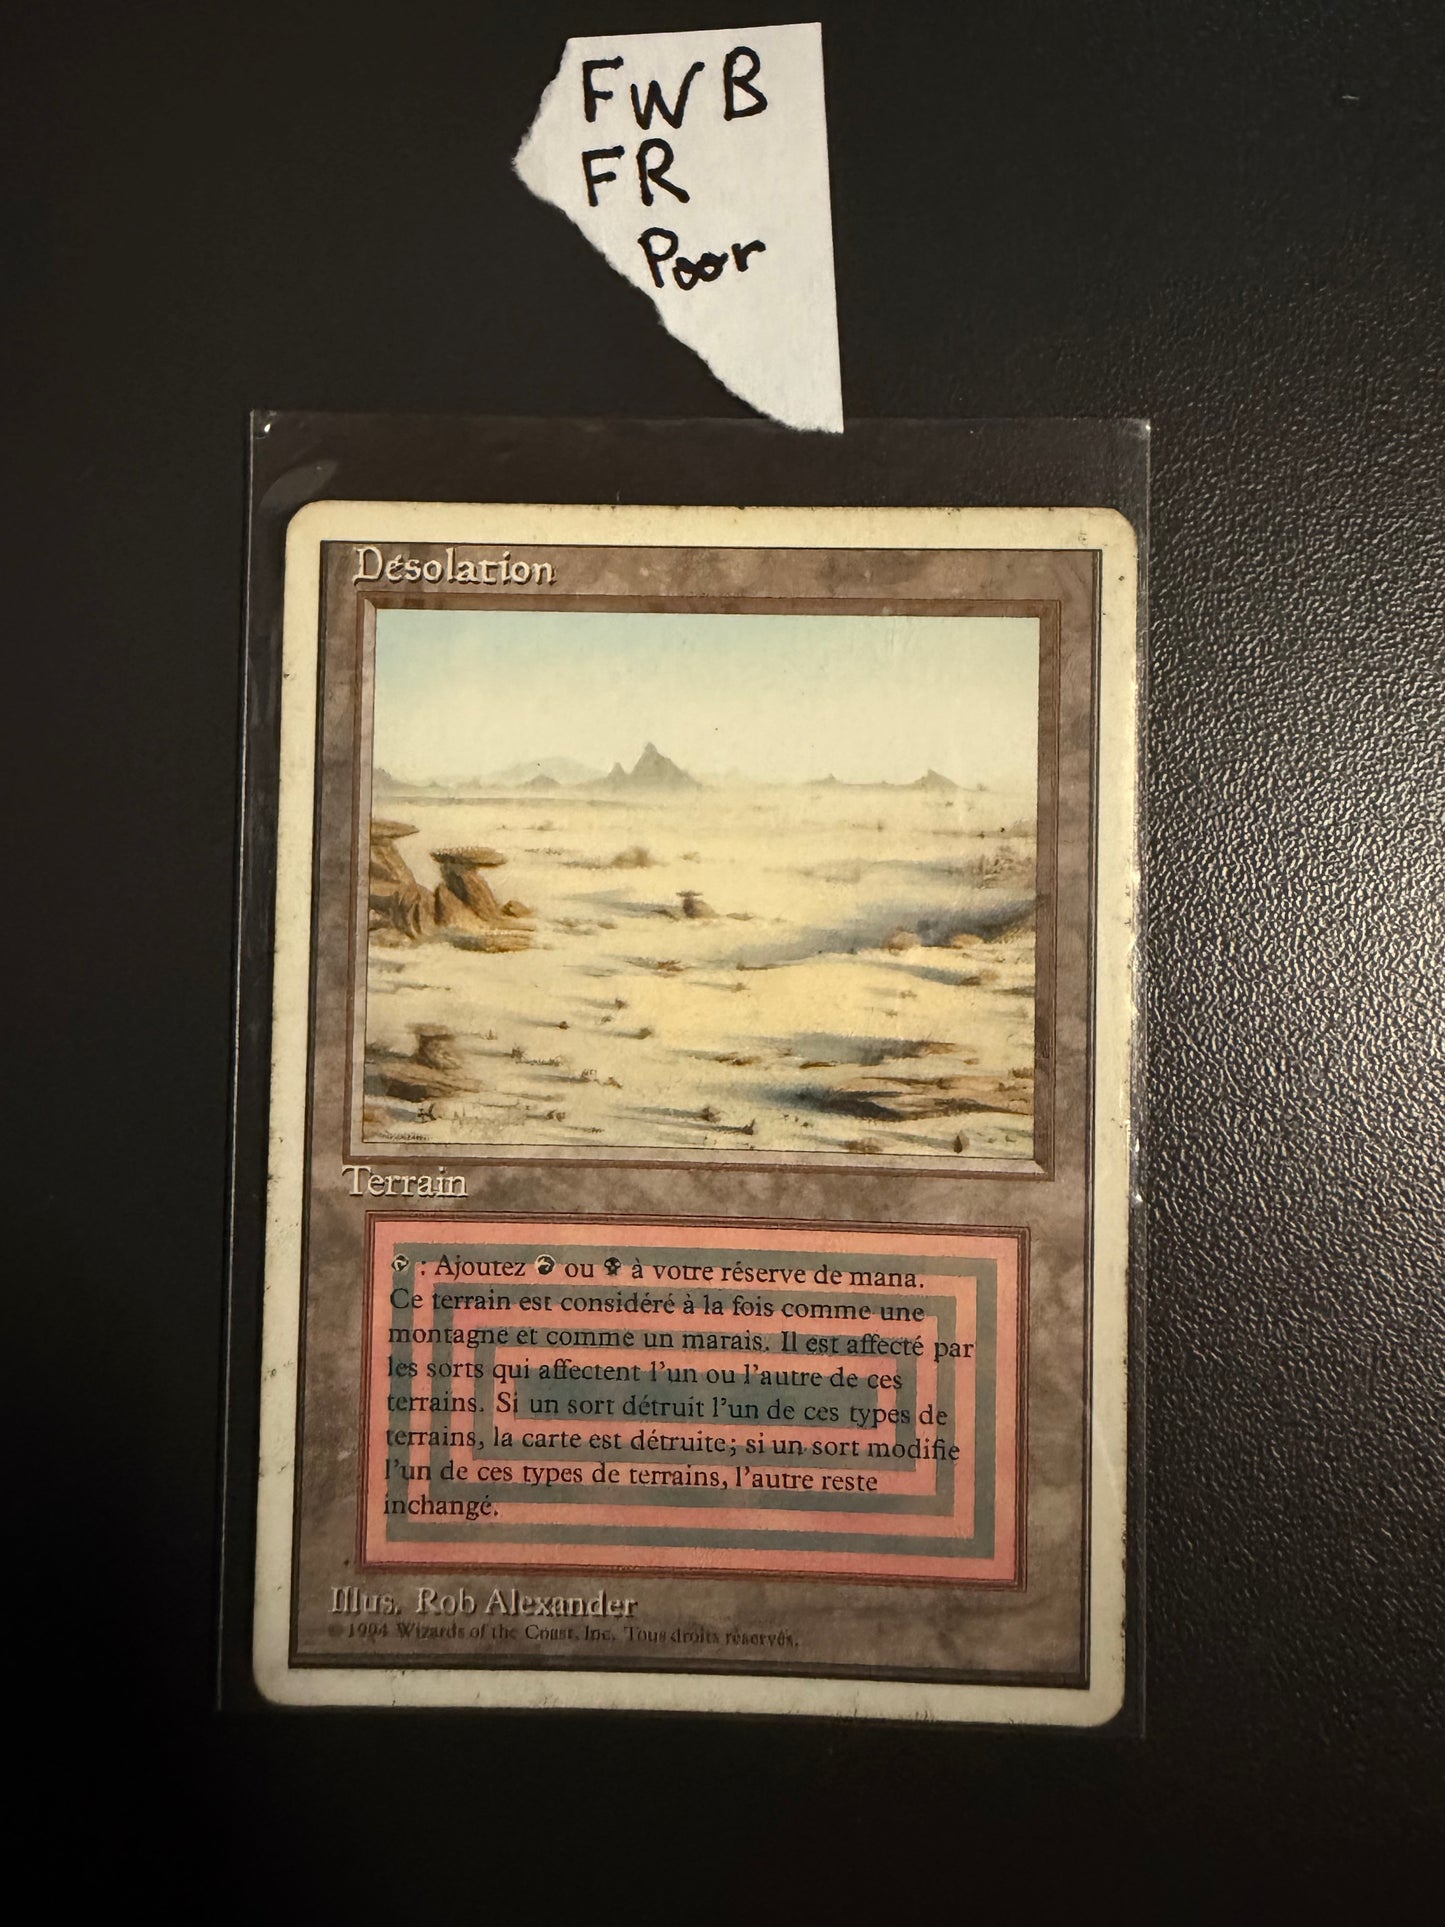 FWB
FR
Poor
Désolation
Terrain
: Ajoutez ou à votre réserve de mana.
Ce terrain est considéré à la fois comme une
montagne et comme un marais. Il est affecté par
les sorts qui affectent l'un ou l'autre de ces
terrains. Si un sort détruit l'un de ces types de
terrains, la carte est détruite; si un sort modifie
l'un de ces types de terrains, l'autre reste
inchangé.
Illus. Rob Alexander
© 1994 Wizards of the Coast, Inc. Tous droits réservés.